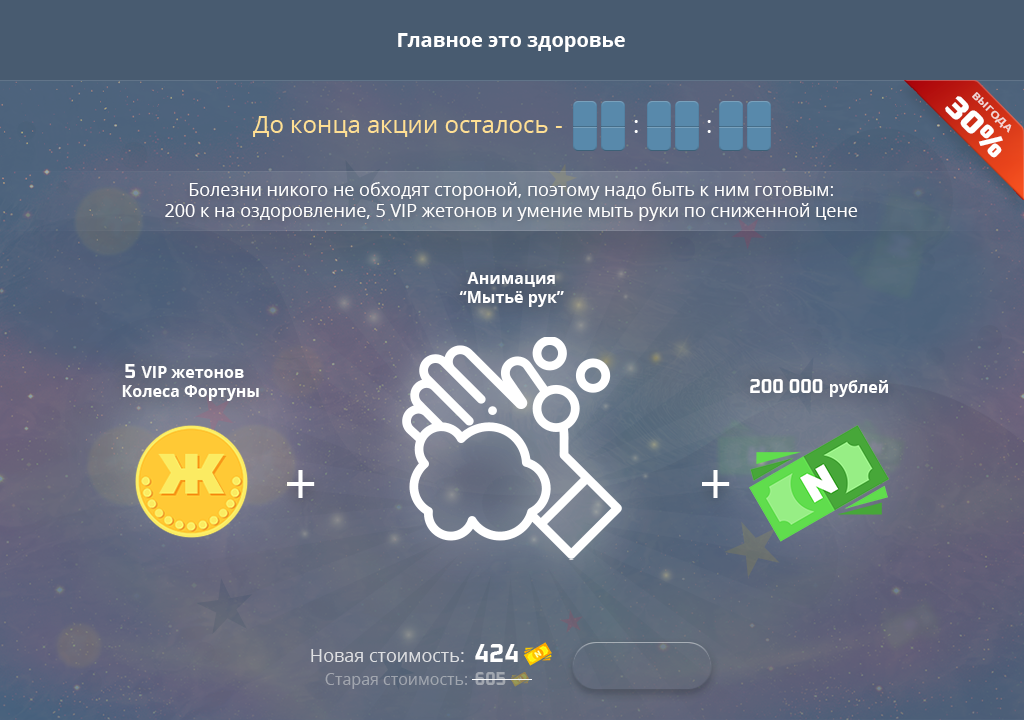 Главное это здоровье
До конца акции осталось - : :
ВЫГОДА
30%
Болезни никого не обходят стороной, поэтому надо быть к ним готовым:
200 к на оздоровление, 5 VIP жетонов и умение мыть руки по сниженной цене
Анимация
“Мытьё рук”
5 VIP жетонов
Колеса Фортуны
200 000 рублей
Ж
+
+
N
Новая стоимость: 424
Старая стоимость: 605